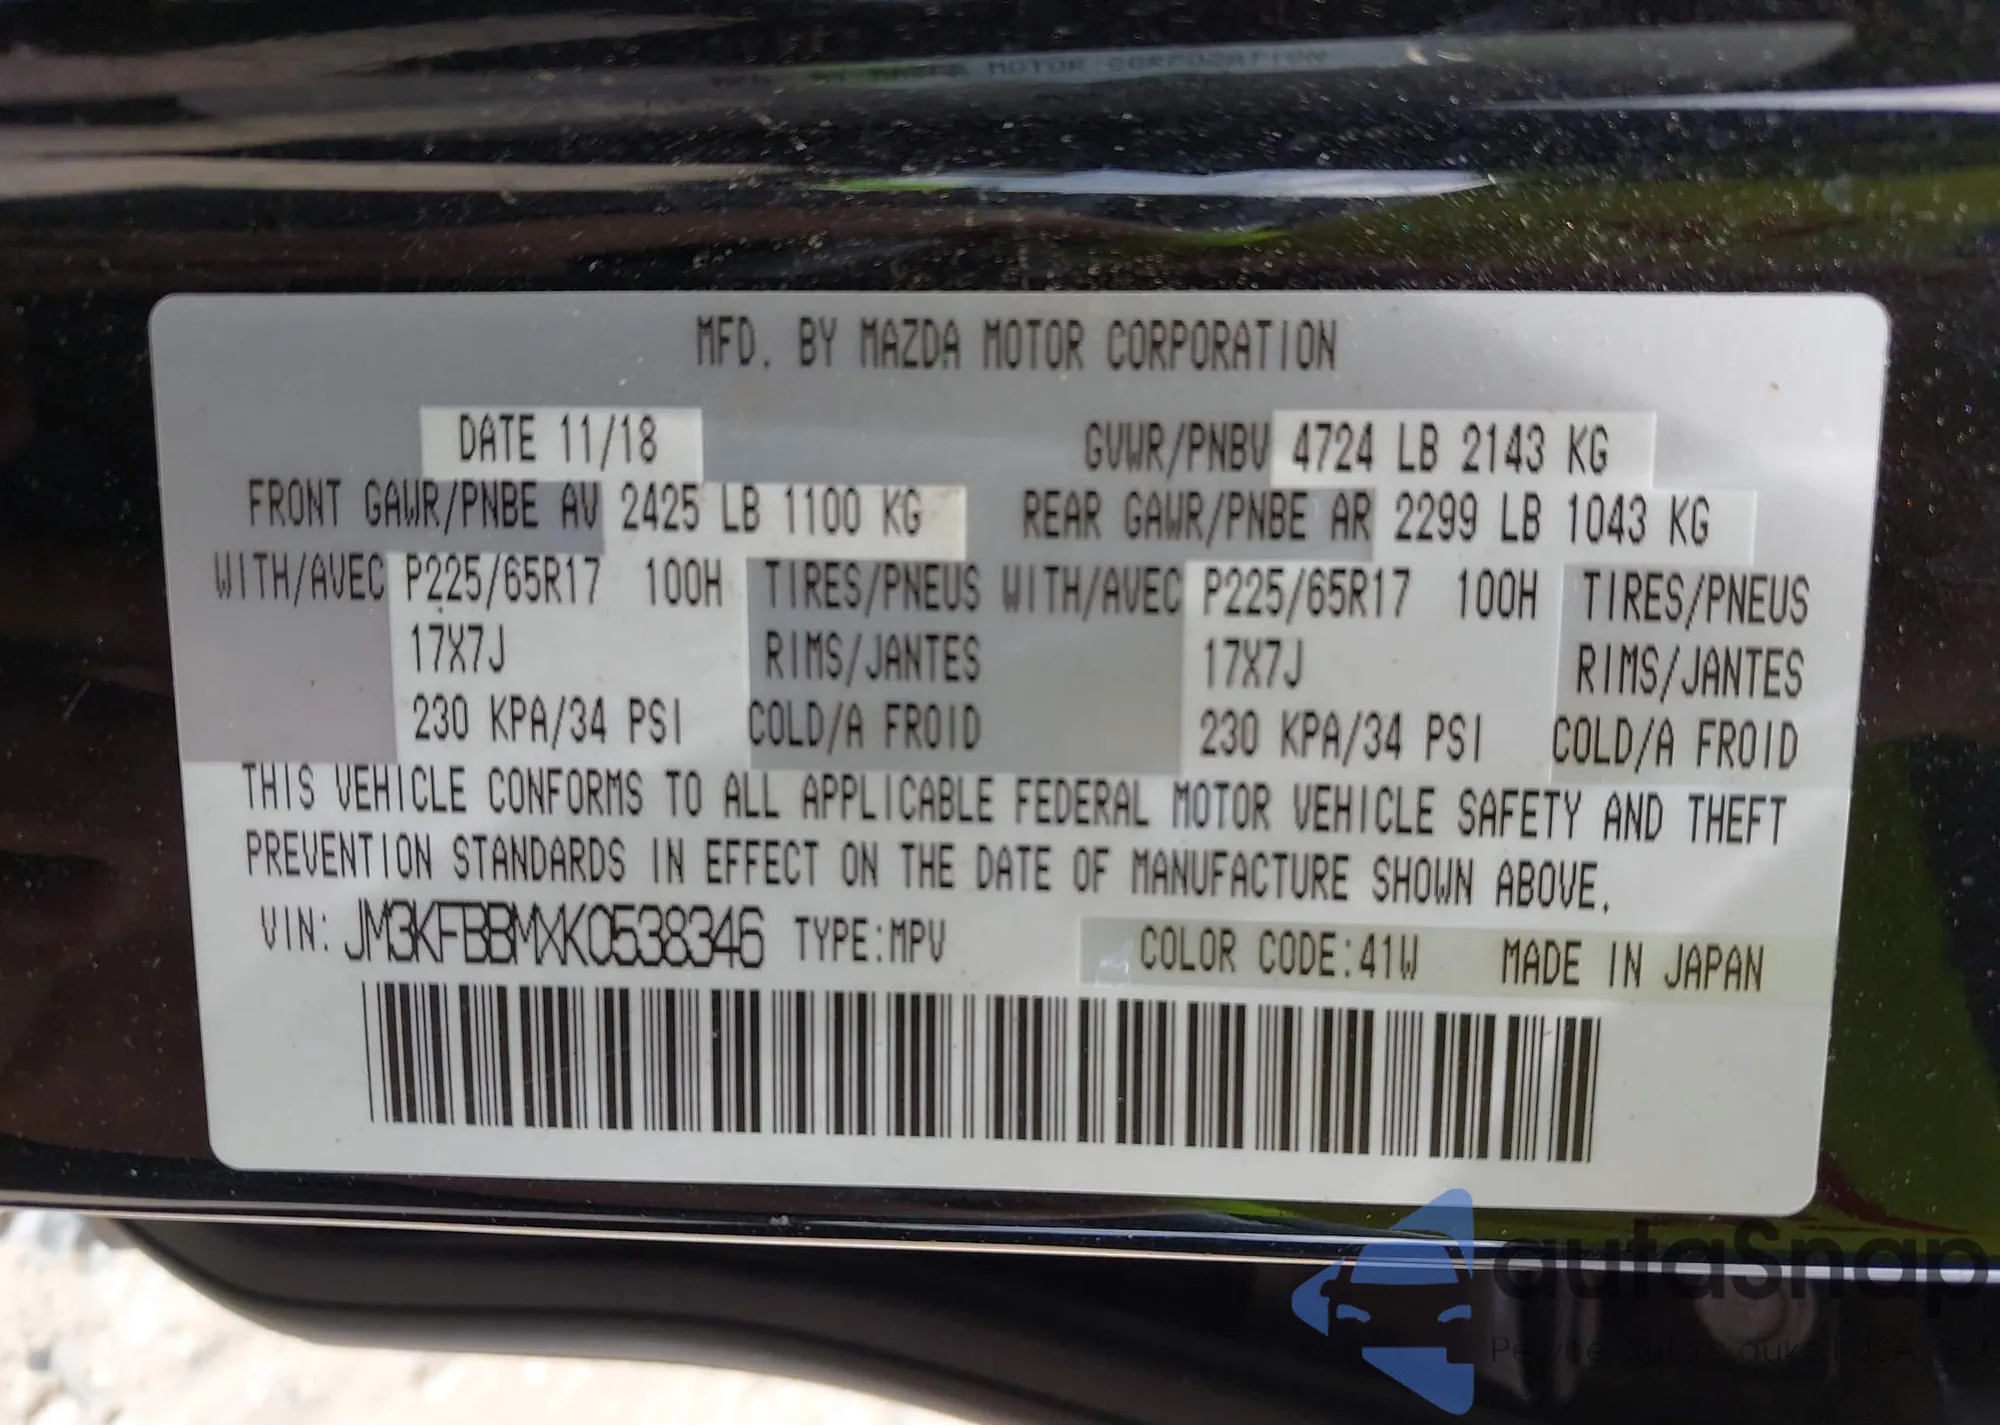 MFD. BY MAZDA MOTOR CORPORATION
DATE 11/18 GVWR/PNBV 4724 LB 2143 KG
FRONT GAWR/PNBE AV 2425 LB 1100 KG REAR GAWR/PNBE AR 2299 LB 1043 KG
WITH/AVEC P225/65R17 100H TIRES/PNEUS WITH/AVEC P225/65R17 100H TIRES/PNEUS
17X7J RIMS/JANTES 17X7J RIMS/JANTES
230 KPA/34 PSI COLD/A FROID 230 KPA/34 PSI COLD/A FROID
THIS VEHICLE CONFORMS TO ALL APPLICABLE FEDERAL MOTOR VEHICLE SAFETY AND THEFT
PREVENTION STANDARDS IN EFFECT ON THE DATE OF MANUFACTURE SHOWN ABOVE.
VIN: JM3KFBBMXK0538346 TYPE:MPV COLOR CODE:41W MADE IN JAPAN
autaSnap